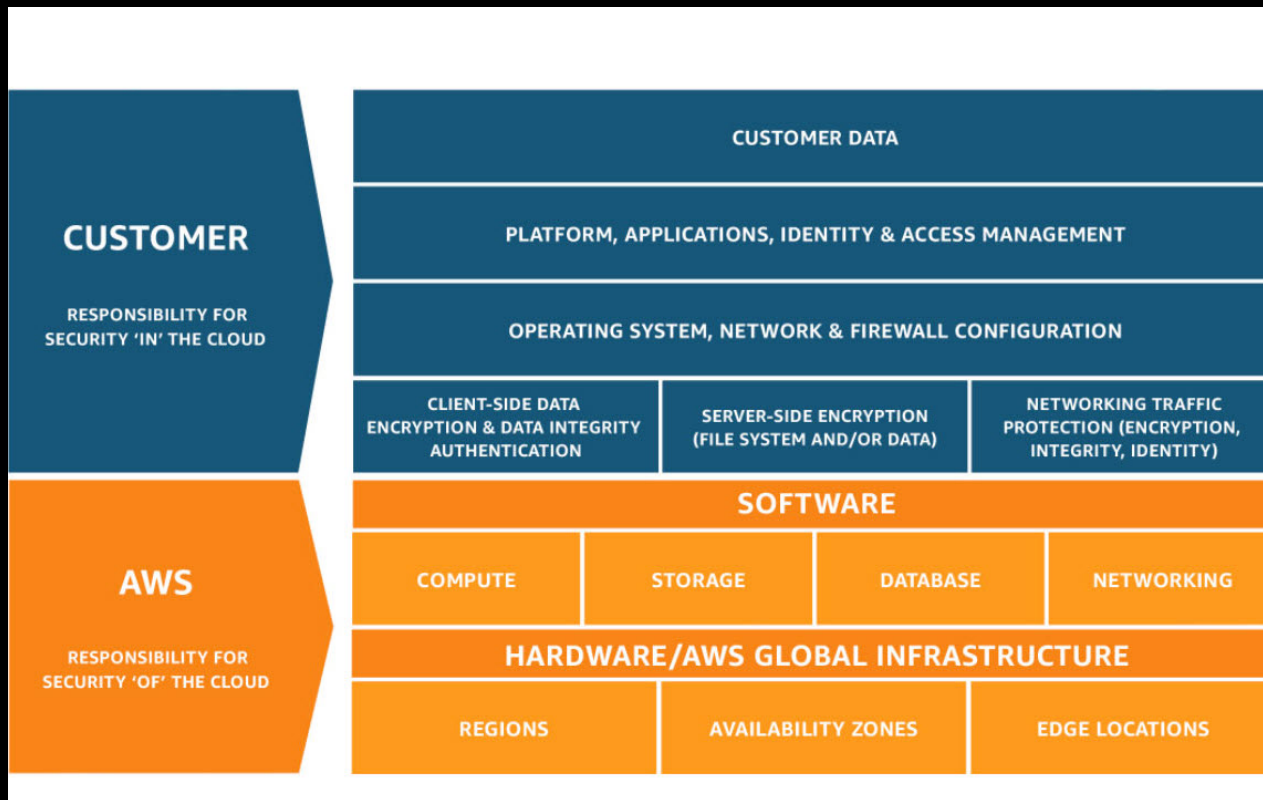 CUSTOMER
RESPONSIBILITY FOR
SECURITY ‘IN’ THE CLOUD
CUSTOMER DATA
PLATFORM, APPLICATIONS, IDENTITY & ACCESS MANAGEMENT
OPERATING SYSTEM, NETWORK & FIREWALL CONFIGURATION
CLIENT-SIDE DATA
ENCRYPTION & DATA INTEGRITY
AUTHENTICATION
SERVER-SIDE ENCRYPTION
(FILE SYSTEM AND/OR DATA)
NETWORKING TRAFFIC
PROTECTION (ENCRYPTION,
INTEGRITY, IDENTITY)
AWS
RESPONSIBILITY FOR
SECURITY ‘OF’ THE CLOUD
SOFTWARE
COMPUTE
STORAGE
DATABASE
NETWORKING
HARDWARE/AWS GLOBAL INFRASTRUCTURE
REGIONS
AVAILABILITY ZONES
EDGE LOCATIONS